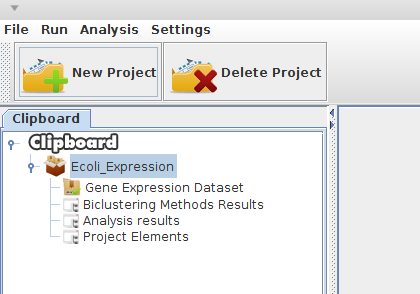 File Run Analysis Settings
New Project Delete Project
Clipboard
Clipboard
Ecoli_Expression
Gene Expression Dataset
Biclustering Methods Results
Analysis results
Project Elements